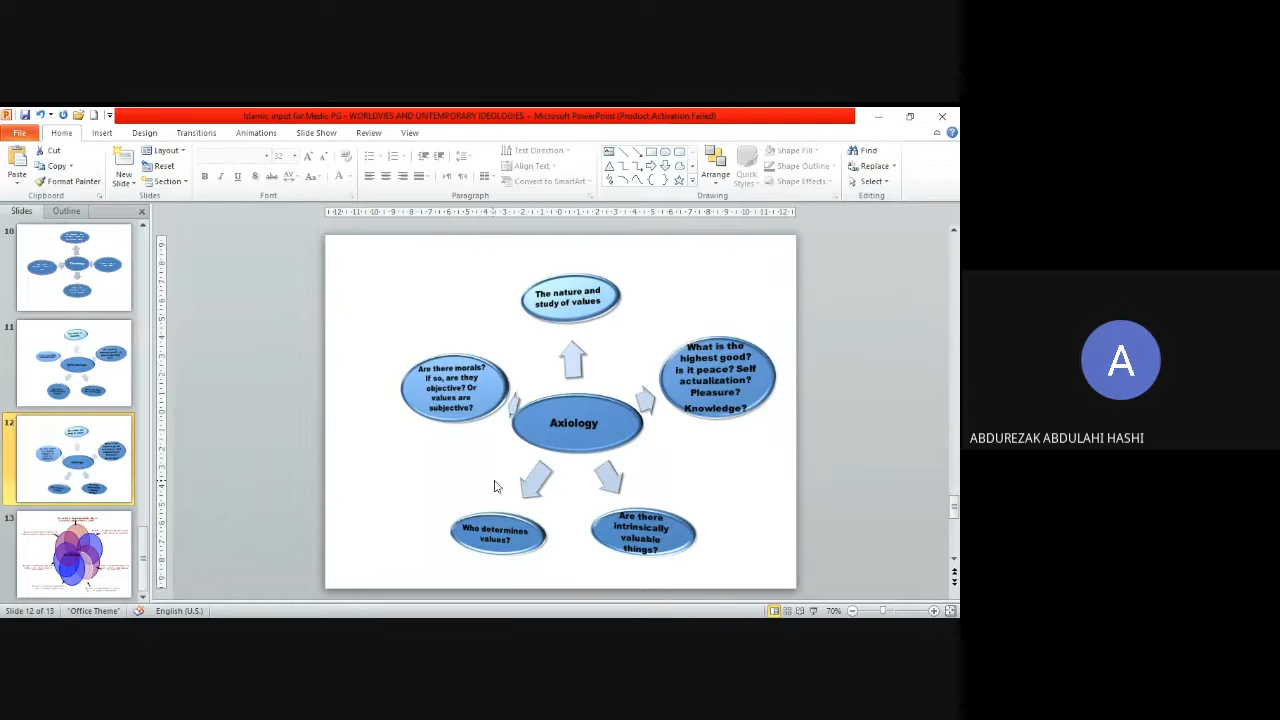 Islamic input for Medic PG - WORLDVIES AND ONTEMPORARY IDEOLOGIES - Microsoft PowerPoint (Product Activation Failed)
File Home Insert Design Transitions Animations Slide Show Review View
Paste
Cut
Copy
Format Painter
Clipboard
New
Slide
Layout
Reset
Section
Slides
32
Font
Paragraph
Text Direction
Align Text
Convert to SmartArt
Arrange
Quick
Styles
Shape Fill
Shape Outline
Shape Effects
Drawing
Find
Replace
Select
Editing
Slides Outline
10
11
12
13
The nature and
study of values
What is the
highest good?
is it peace? Self
actualization?
Pleasure?
Knowledge?
Are there morals?
If so, are they
objective? Or
values are
subjective?
Axiology
Who determines
values?
Are there
intrinsically
valuable
things?
Slide 12 of 13 "Office Theme" English (U.S.) 70%
A
ABDUREZAK ABDULAHI HASHI